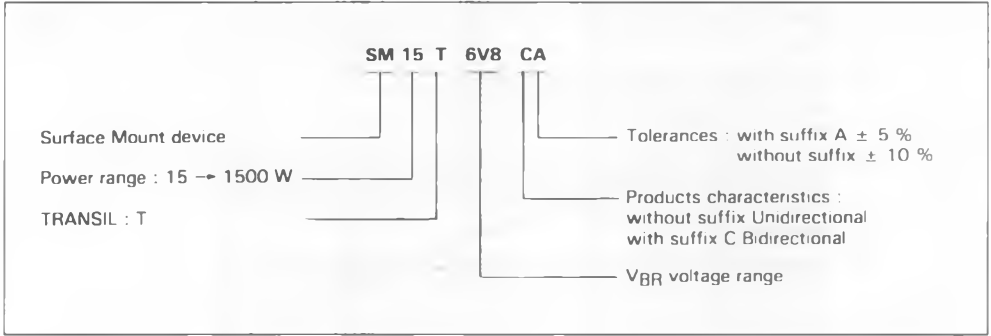 SM 15 T 6V8 CA
Surface Mount device
Power range : 15 → 1500 W
TRANSIL : T
Tolerances : with suffix A ± 5 %
without suffix ± 10 %
Products characteristics :
without suffix Unidirectional
with suffix C Bidirectional
VBR voltage range